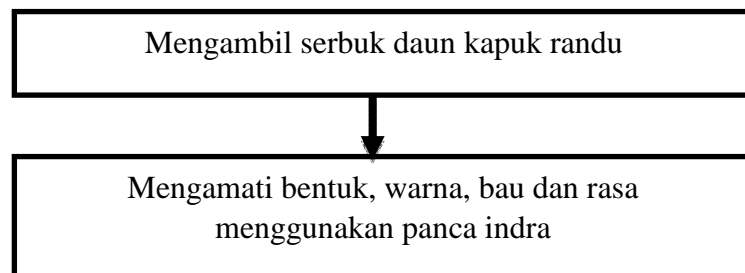 Mengambil serbuk daun kapuk randu
Mengamati bentuk, warna, bau dan rasa
menggunakan panca indra